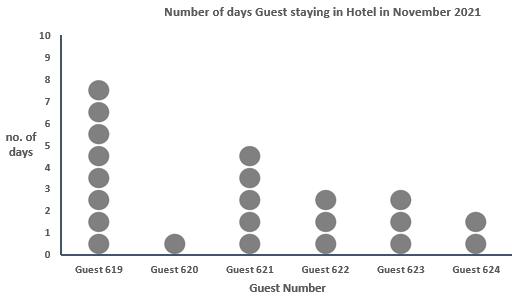 Number of days Guest staying in Hotel in November 2021
10
9
8
7
6
5
4
3
2
1
0
no. of
days
Guest 619 Guest 620 Guest 621 Guest 622 Guest 623 Guest 624
Guest Number